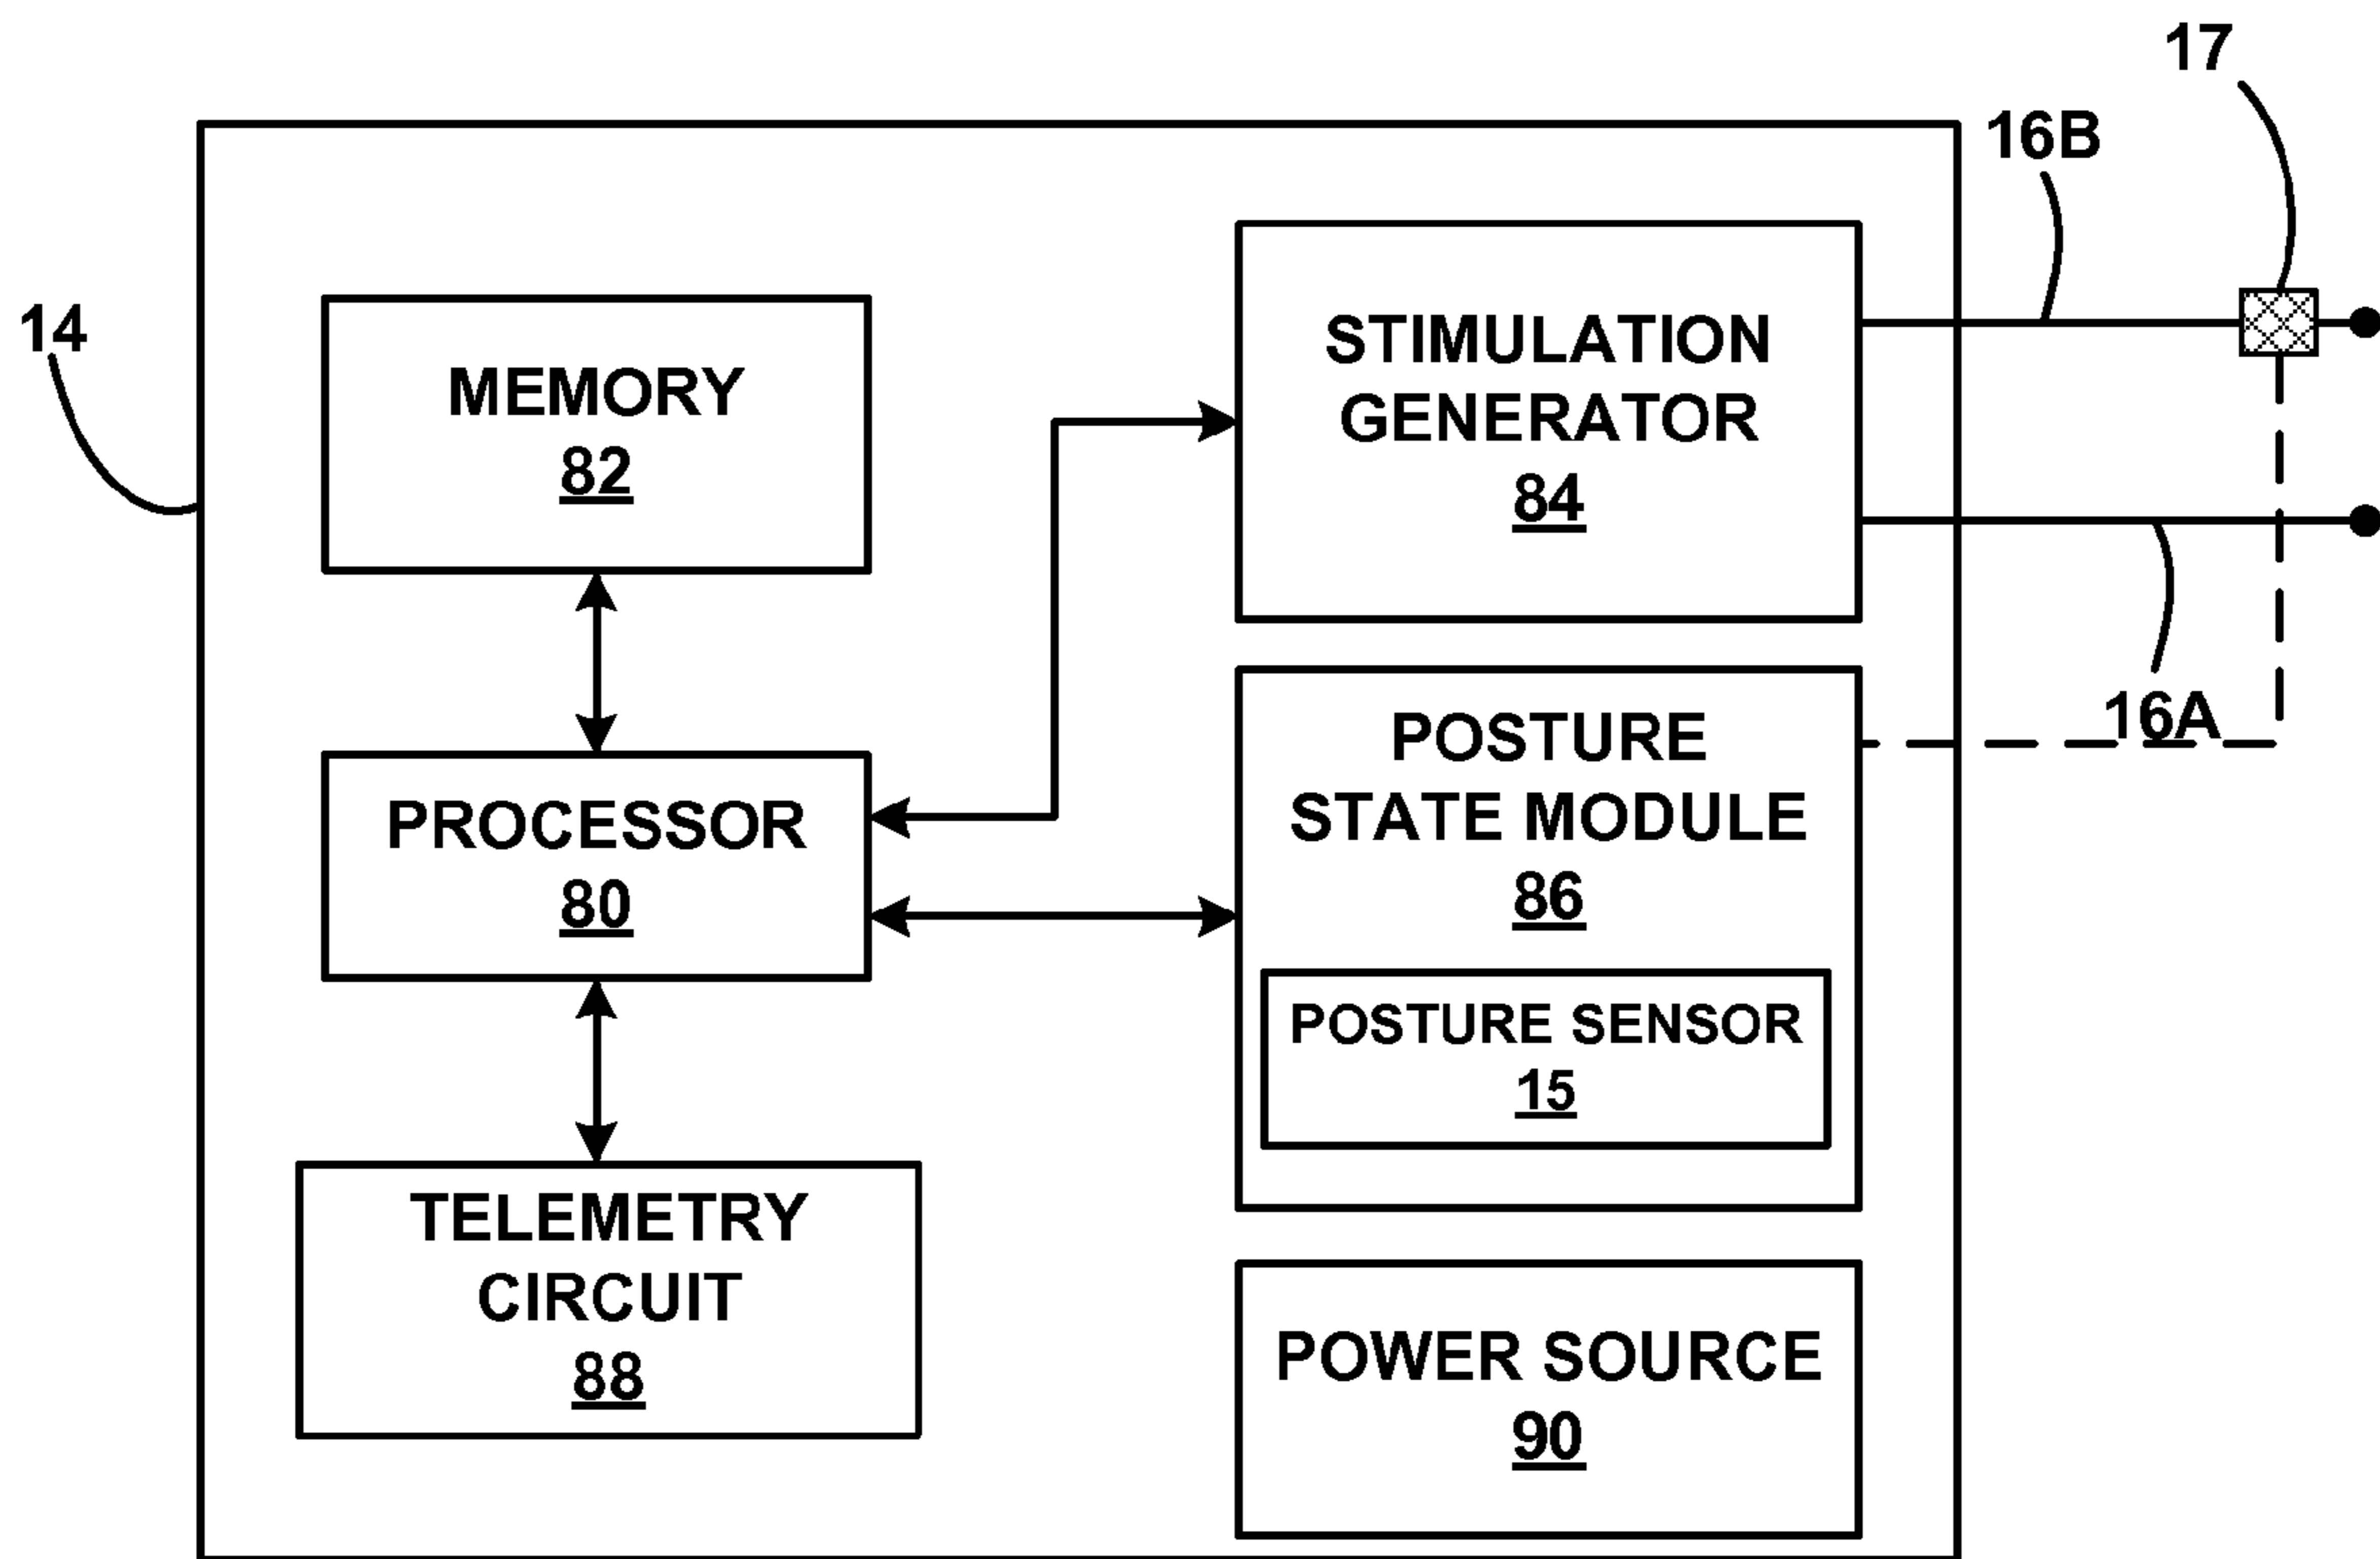 17
16B
14
MEMORY
82
STIMULATION
GENERATOR
84
16A
PROCESSOR
80
POSTURE
STATE MODULE
86
POSTURE SENSOR
15
TELEMETRY
CIRCUIT
88
POWER SOURCE
90